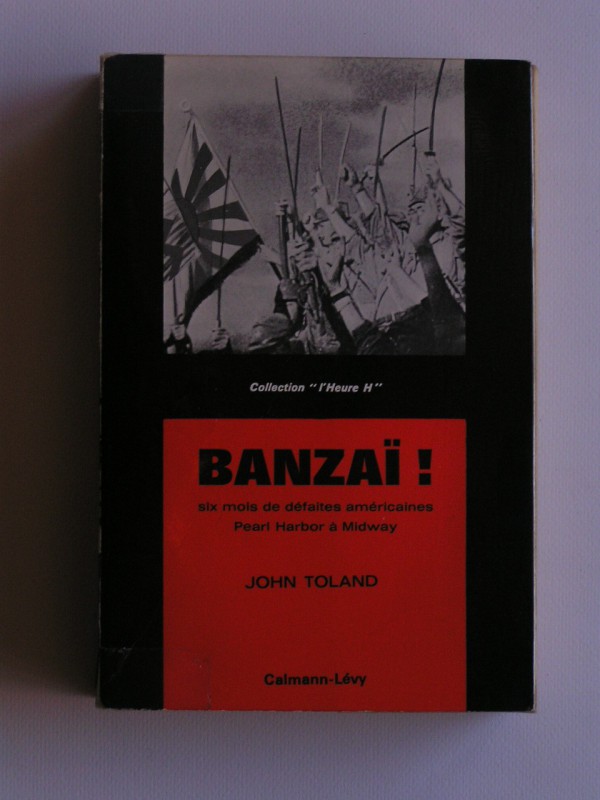 Collection "l'Heure H"
BANZAÏ !
six mois de défaites américaines
Pearl Harbor à Midway
JOHN TOLAND
Calmann-Lévy